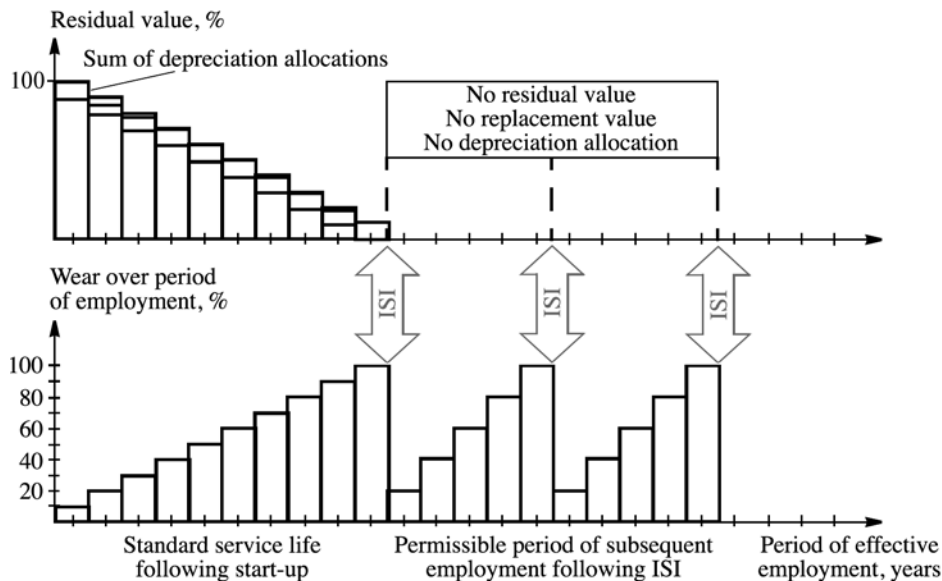 Residual value, %
Sum of depreciation allocations
100
No residual value
No replacement value
No depreciation allocation
Wear over period
of employment, %
ISI
ISI
ISI
100
80
60
40
20
Standard service life
following start-up
Permissible period of subsequent
employment following ISI
Period of effective
employment, years